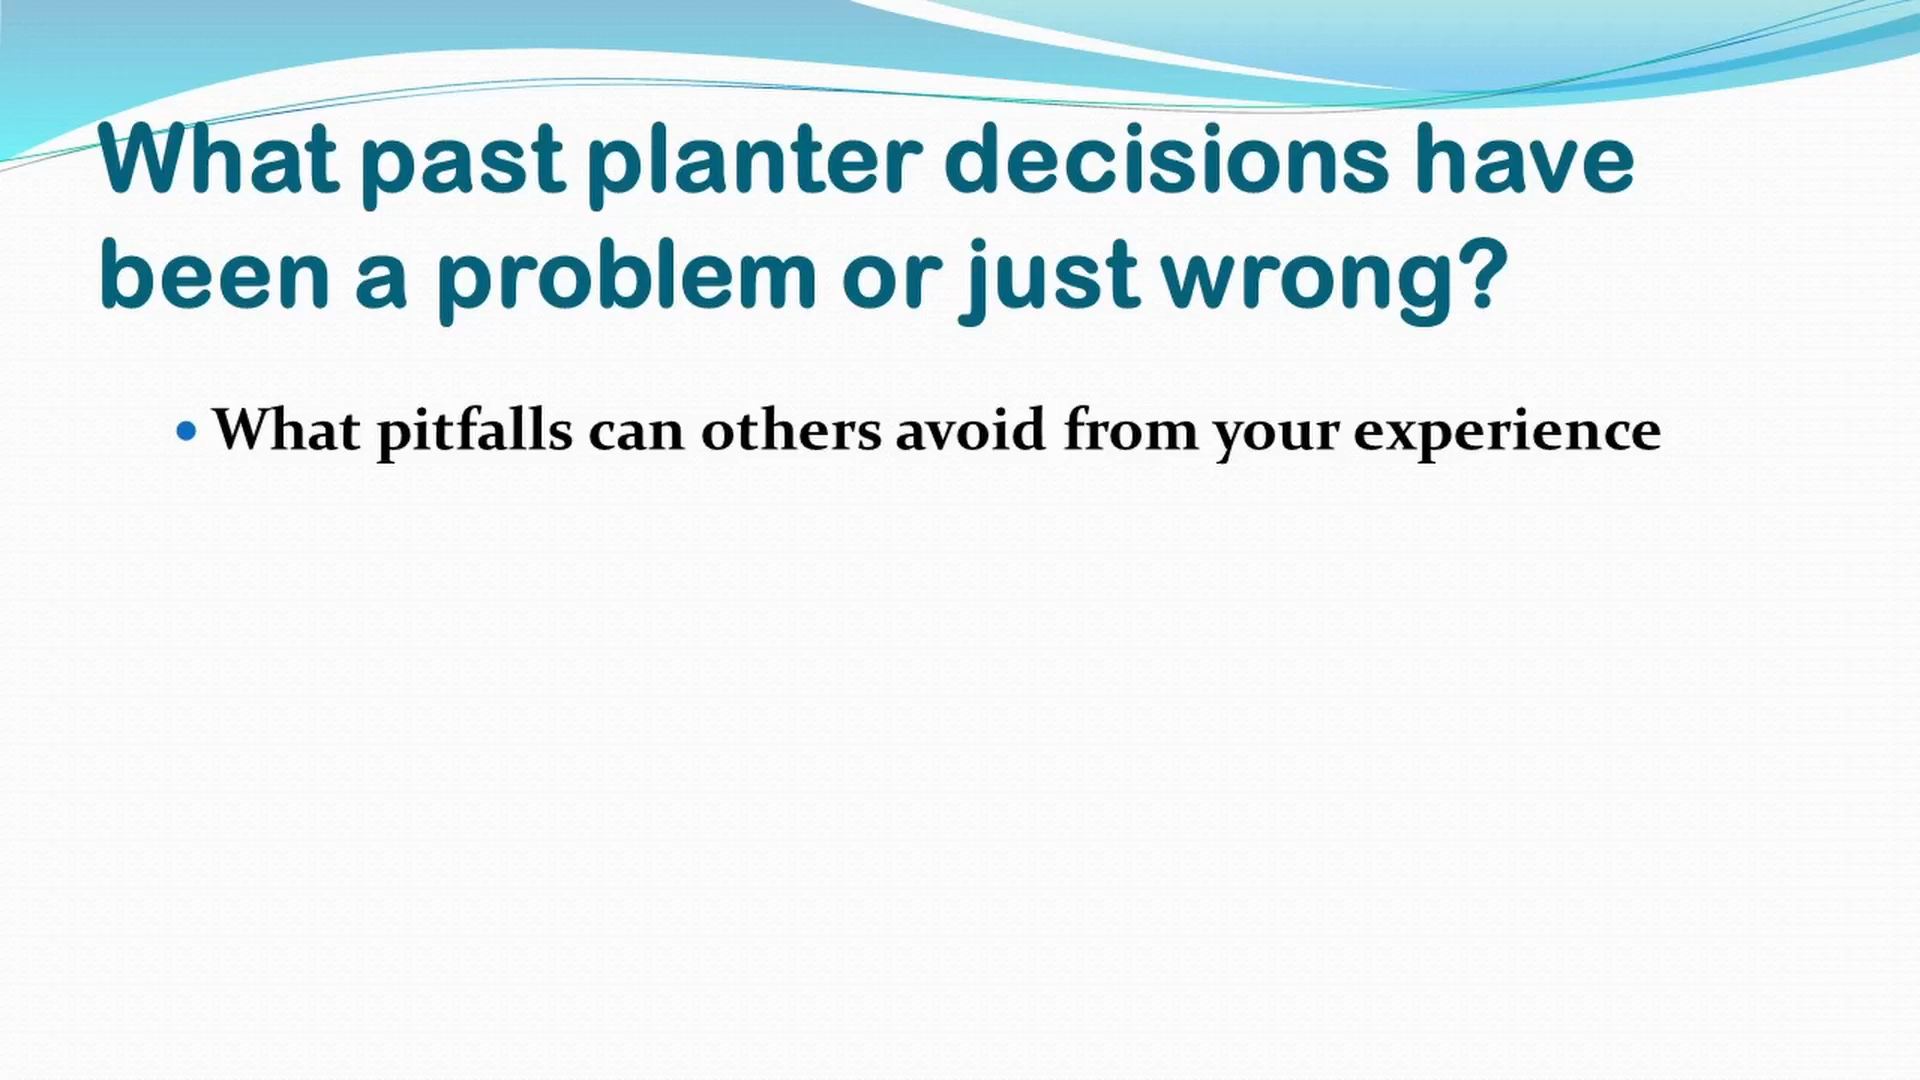 What past planter decisions have
been a problem or just wrong?
• What pitfalls can others avoid from your experience